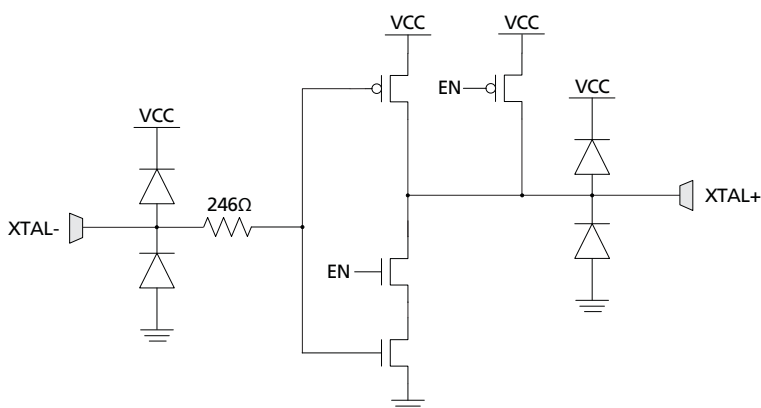 VCC
VCC
EN
VCC
VCC
246Ω
XTAL+
XTAL-
EN